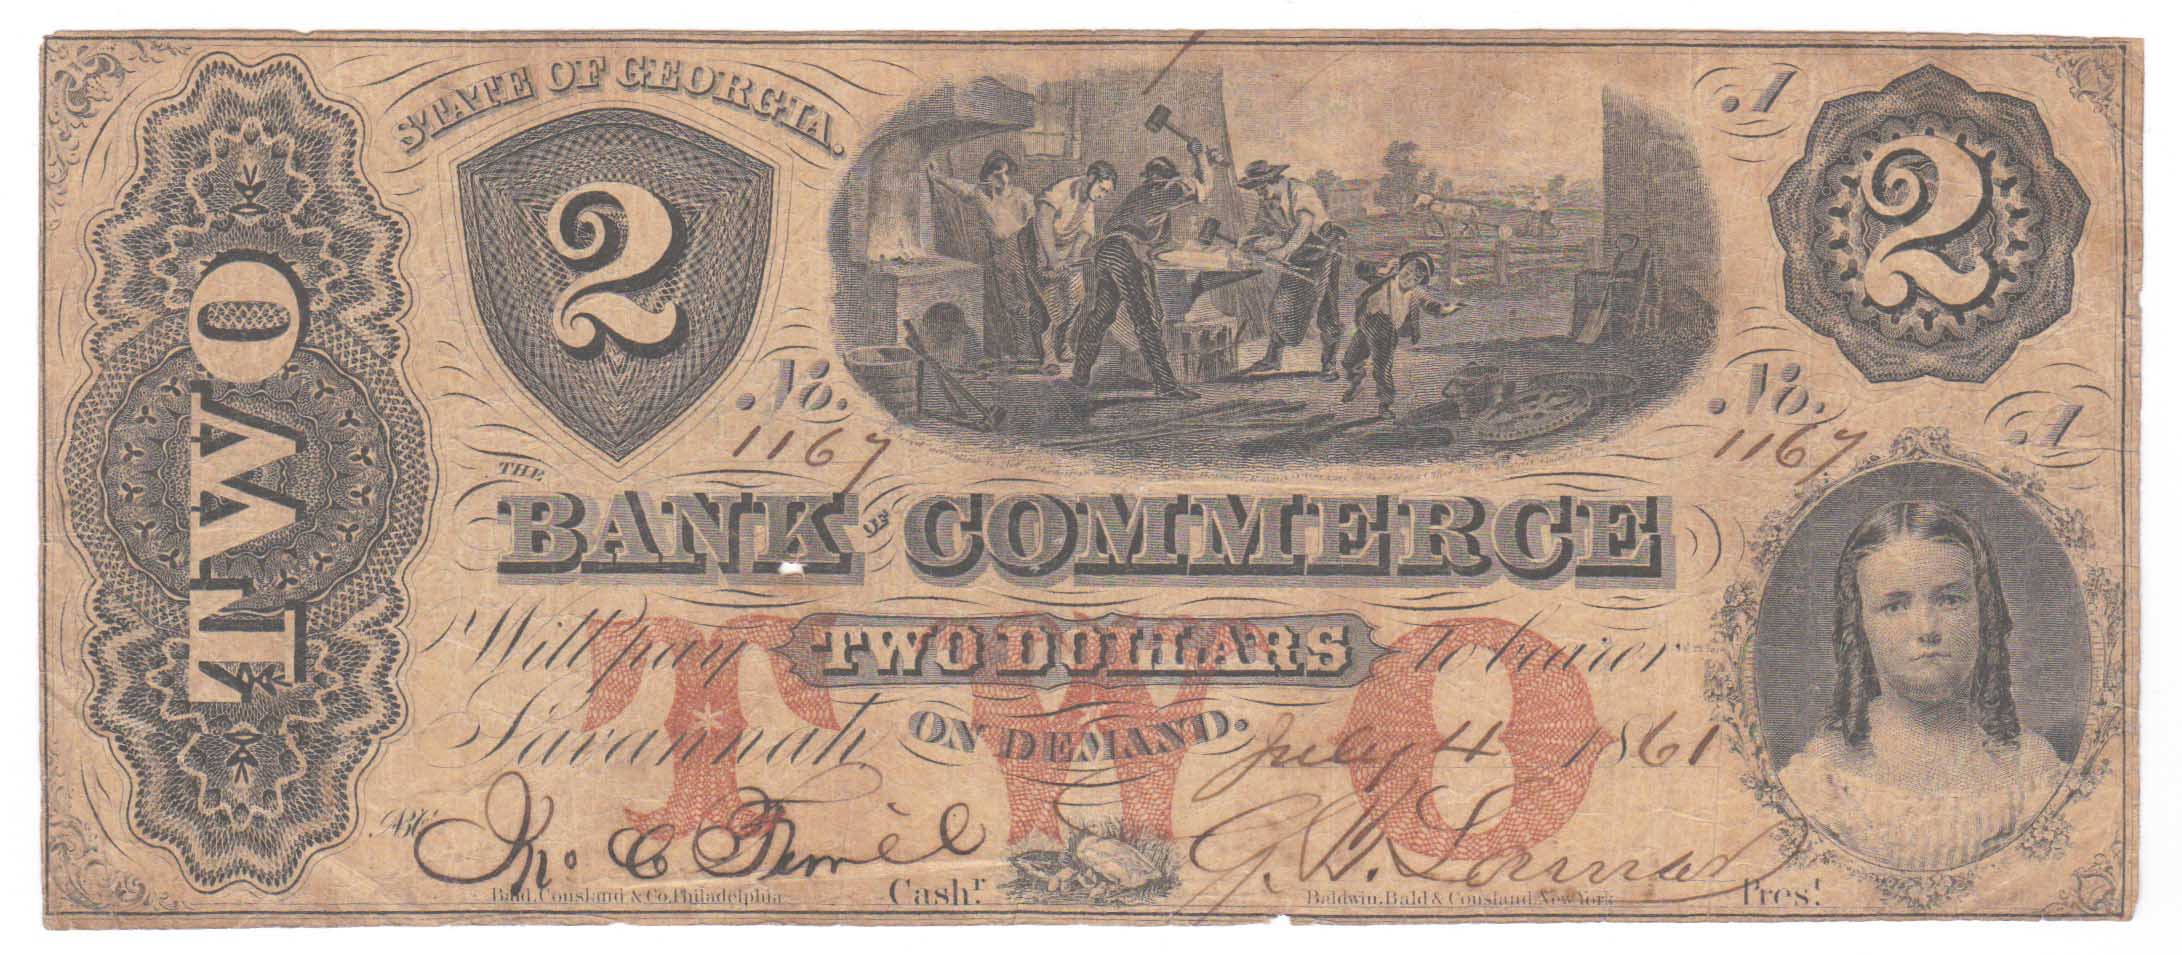 STATE OF GEORGIA.
TWO
2
2
A
No.
1167
No.
1167
A
THE
BANK OF COMMERCE
TWO
Will pay TWO DOLLARS to bearer
Savannah ON DEMAND. July 4 1861
Cash.r
Pres.t
Bald, Cousland & Co. Philadelphia
Baldwin, Bald & Cousland New York